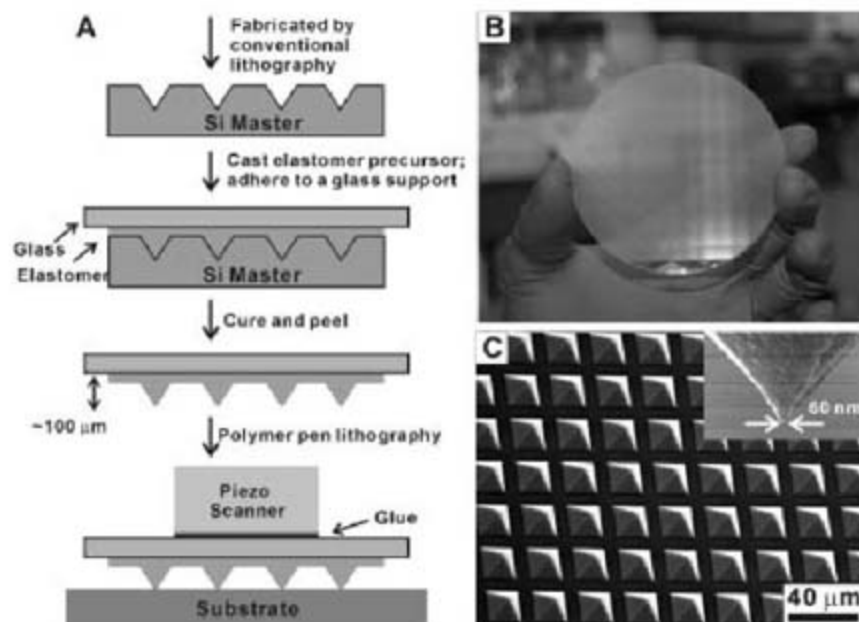 A
Fabricated by
conventional
lithography
Si Master
Cast elastomer precursor;
adhere to a glass support
Glass
Elastomer
Si Master
Cure and peel
~100 μm
Polymer pen lithography
Piezo
Scanner
Glue
Substrate
B
C
60 nm
40 μm